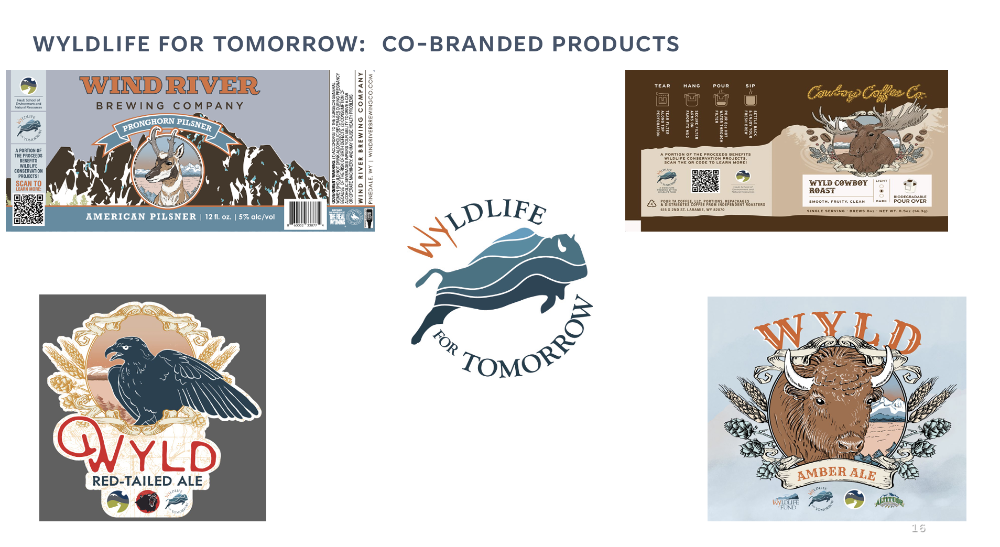 WYLDLIFE FOR TOMORROW: CO-BRANDED PRODUCTS
Haub School of
Environment and
Natural Resources
WYLDLIFE
FOR TOMORROW
A PORTION OF
THE PROCEEDS
BENEFITS
WILDLIFE
CONSERVATION
PROJECTS!
SCAN TO
LEARN MORE:
WIND RIVER
BREWING COMPANY
PRONGHORN PILSNER
AMERICAN PILSNER | 12 fl. oz. | 5% alc/vol
8 60002 33877 4
GOVERNMENT WARNING: (1) ACCORDING TO THE SURGEON GENERAL,
WOMEN SHOULD NOT DRINK ALCOHOLIC BEVERAGES DURING PREGNANCY
BECAUSE OF THE RISK OF BIRTH DEFECTS. (2) CONSUMPTION OF
ALCOHOLIC BEVERAGES IMPAIRS YOUR ABILITY TO DRIVE A CAR
OR OPERATE MACHINERY, AND MAY CAUSE HEALTH PROBLEMS.
WIND RIVER BREWING COMPANY
PINEDALE, WY | WINDRIVERBREWINGCO.COM
BREWED
IN PINEDALE
THE REAL
WYOMING
TEAR
TEAR FILTER
ALONG TOP
PERFORATION
HANG
SECURE FILTER
ARMS ON
FAVORITE MUG
POUR
POUR 8oz HOT
WATER THROUGH
FILTER
SIP
SETTLE BACK
& ENJOY YOUR
FRESH BREW
A PORTION OF THE PROCEEDS BENEFITS
WILDLIFE CONSERVATION PROJECTS.
SCAN THE QR CODE TO LEARN MORE!
WYLDLIFE
FOR TOMORROW
A SIGNATURE
PROGRAM OF THE
WYLDLIFE FUND
Haub School of
Environment and
Natural Resources
4
POUR TA COFFEE, LLC. PORTIONS, REPACKAGES
& DISTRIBUTES COFFEE FROM INDEPENDENT ROASTERS
615 S 2ND ST. LARAMIE, WY 82070
Cowboy Coffee Co.
WYLD COWBOY
ROAST
SMOOTH, FRUITY, CLEAN
LIGHT
DARK
BIODEGRADABLE
POUR OVER
SINGLE SERVING · BREWS 8oz · NET WT. 0.5oz (14.3g)
WYLDLIFE
FOR TOMORROW
WYLD
RED-TAILED ALE
WYLDLIFE
FOR TOMORROW
WYLD
AMBER ALE
WYLDLIFE
FUND
WYLDLIFE
FOR TOMORROW
ALTITUDE
16